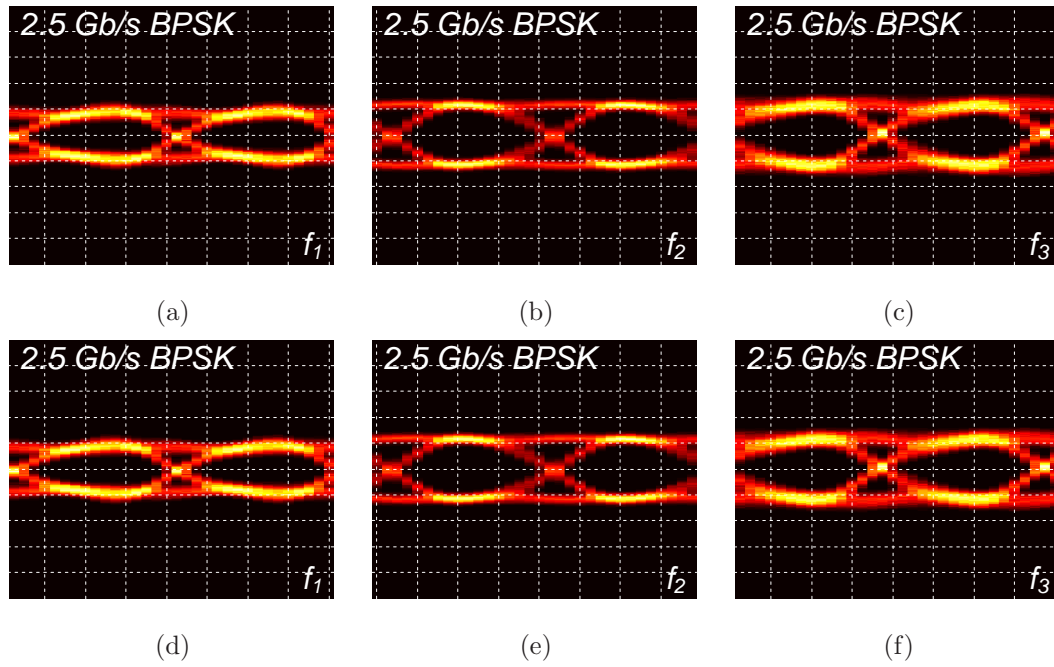 2.5 Gb/s BPSK 2.5 Gb/s BPSK 2.5 Gb/s BPSK
f1 f2 f3
(a) (b) (c)
2.5 Gb/s BPSK 2.5 Gb/s BPSK 2.5 Gb/s BPSK
f1 f2 f3
(d) (e) (f)